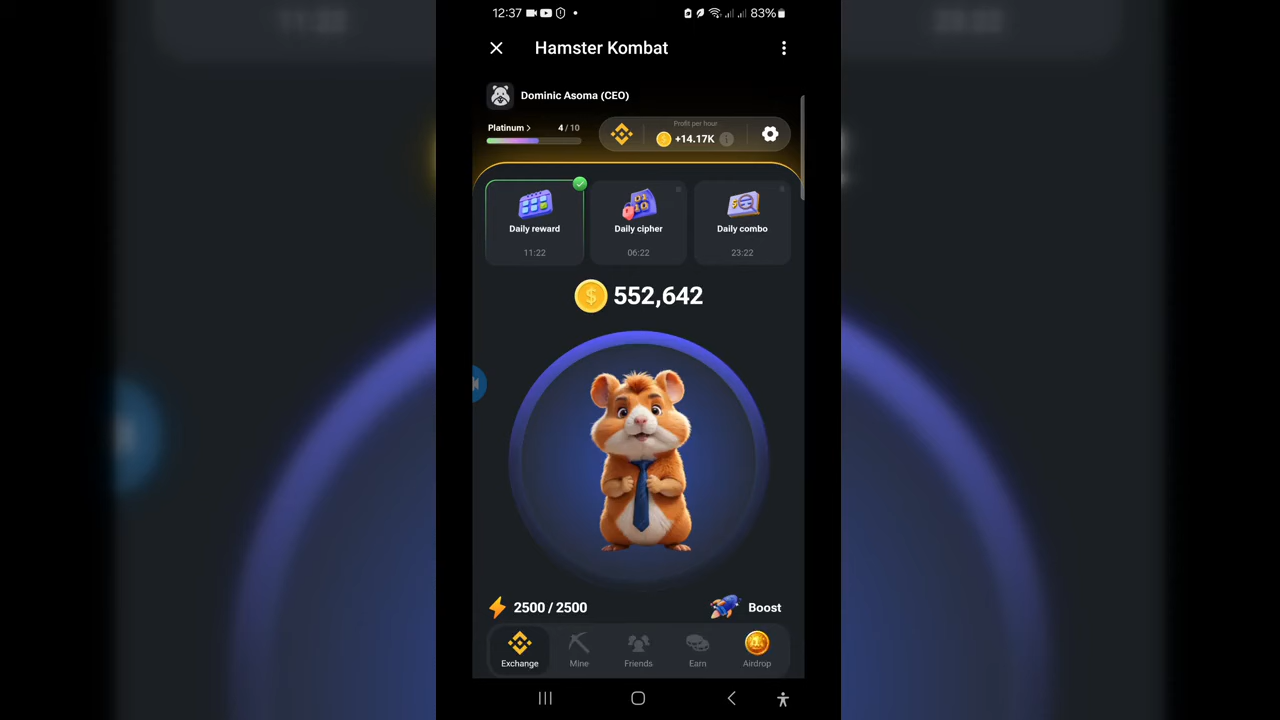 12:37 83%
Hamster Kombat
Dominic Asoma (CEO)
Platinum > 4 / 10
Profit per hour
+14.17K
Daily reward
11:22
Daily cipher
06:22
Daily combo
23:22
552,642
2500 / 2500
Boost
Exchange
Mine
Friends
Earn
Airdrop